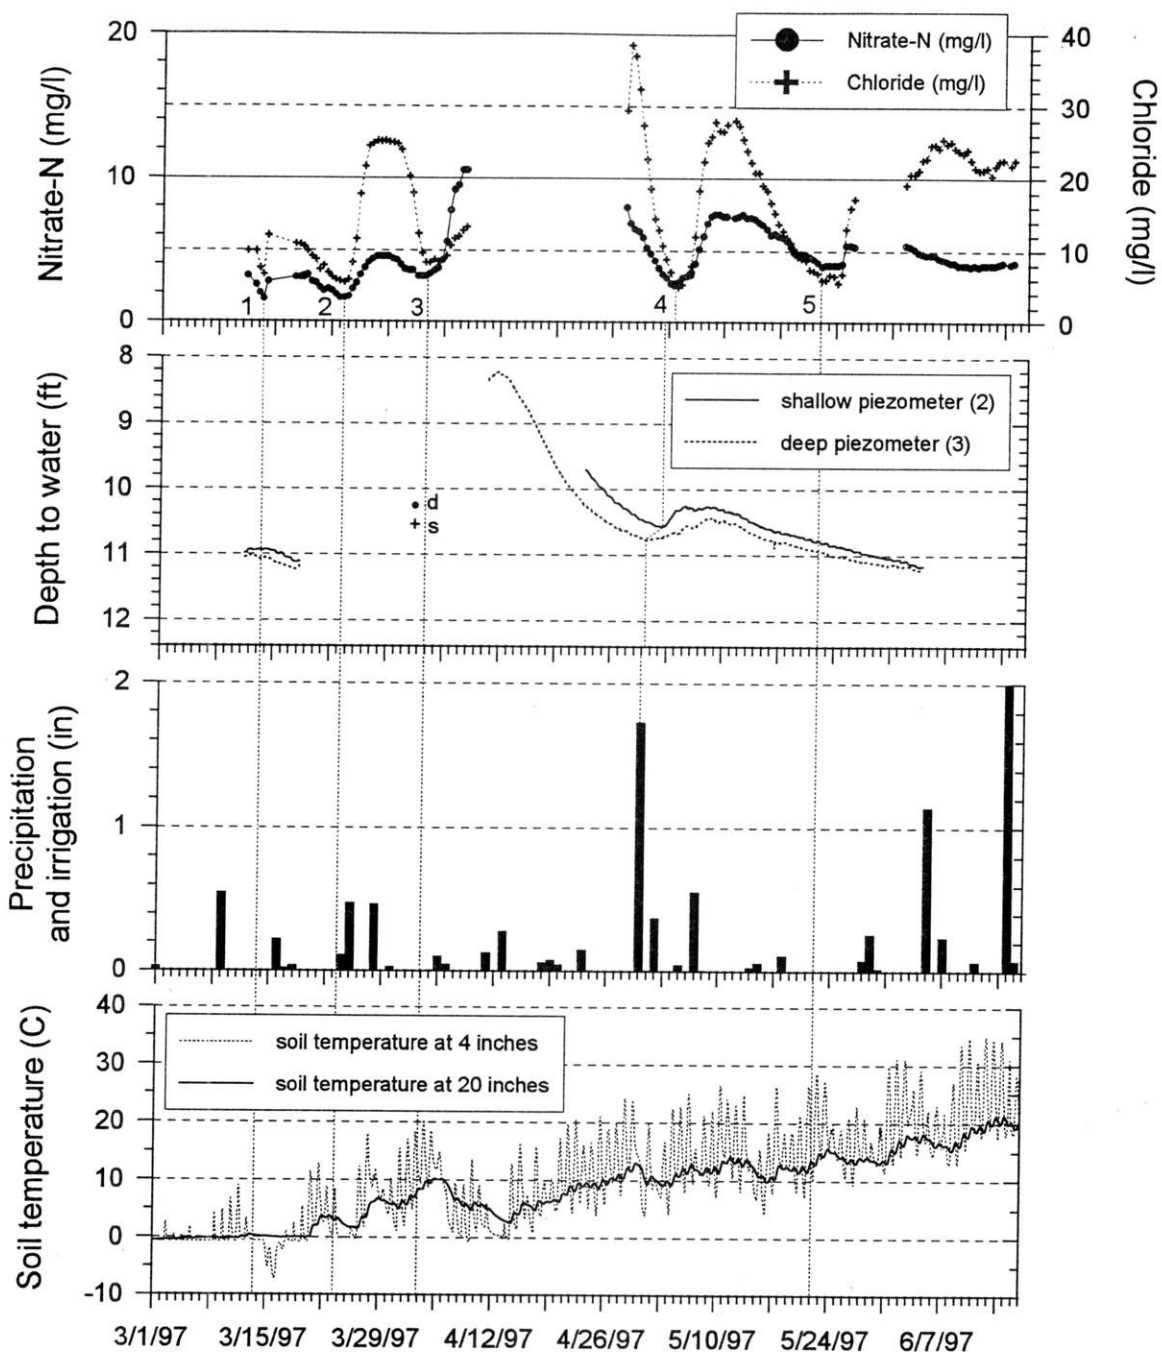 20
10
0
Nitrate-N (mg/l)
Nitrate-N (mg/l)
Chloride (mg/l)
40
30
20
10
0
Chloride (mg/l)
1
2
3
4
5
8
9
10
11
12
Depth to water (ft)
shallow piezometer (2)
deep piezometer (3)
d
s
2
1
0
Precipitation
and irrigation (in)
40
30
20
10
0
-10
Soil temperature (C)
soil temperature at 4 inches
soil temperature at 20 inches
3/1/97 3/15/97 3/29/97 4/12/97 4/26/97 5/10/97 5/24/97 6/7/97